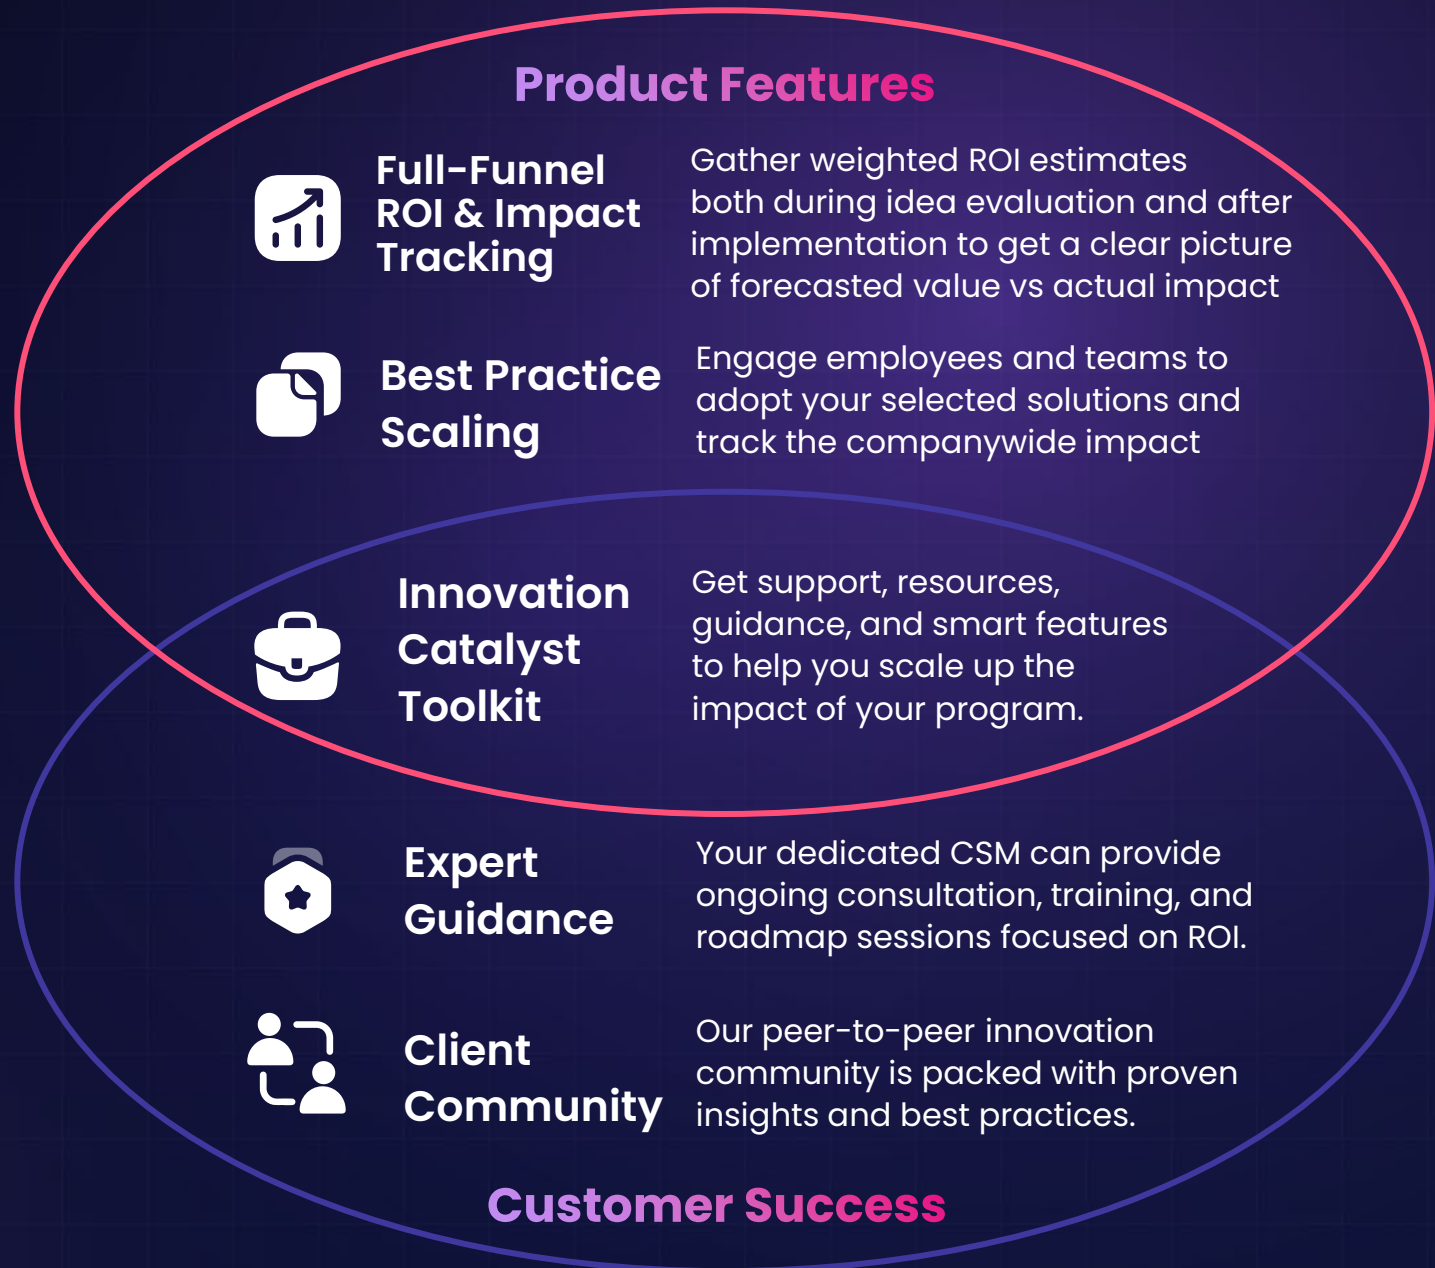 Product Features
Full-Funnel
ROI & Impact
Tracking
Gather weighted ROI estimates
both during idea evaluation and after
implementation to get a clear picture
of forecasted value vs actual impact
Best Practice
Scaling
Engage employees and teams to
adopt your selected solutions and
track the companywide impact
Innovation
Catalyst
Toolkit
Get support, resources,
guidance, and smart features
to help you scale up the
impact of your program.
Expert
Guidance
Your dedicated CSM can provide
ongoing consultation, training, and
roadmap sessions focused on ROI.
Client
Community
Our peer-to-peer innovation
community is packed with proven
insights and best practices.
Customer Success